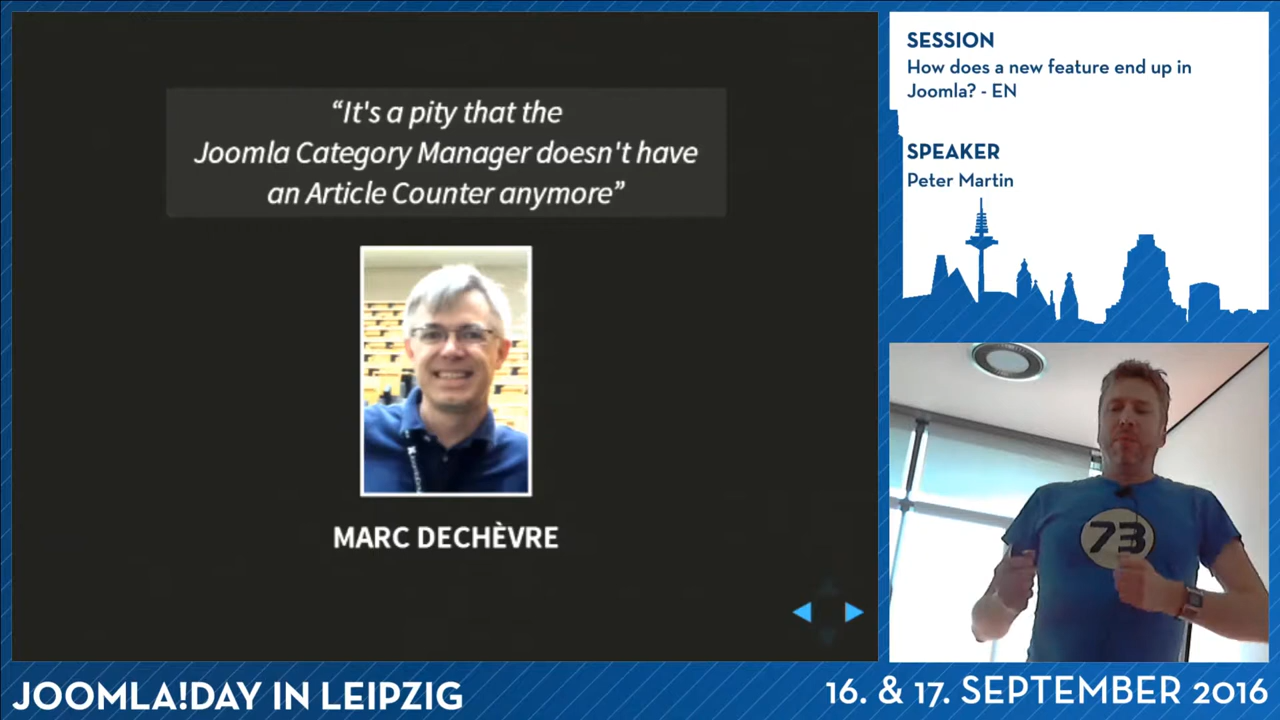 “It's a pity that the
Joomla Category Manager doesn't have
an Article Counter anymore”
MARC DECHÈVRE
SESSION
How does a new feature end up in
Joomla? - EN
SPEAKER
Peter Martin
73
JOOMLA!DAY IN LEIPZIG
16. & 17. SEPTEMBER 2016